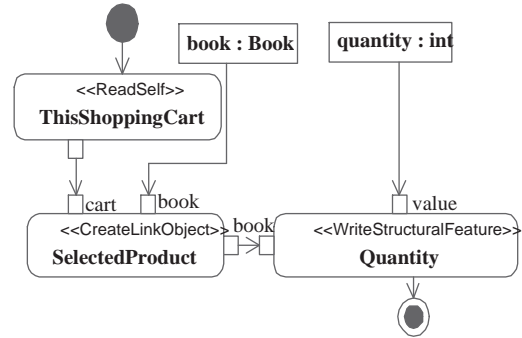 book : Book
quantity : int
<<ReadSelf>>
ThisShoppingCart
cart
book
value
<<CreateLinkObject>>
SelectedProduct
book
<<WriteStructuralFeature>>
Quantity